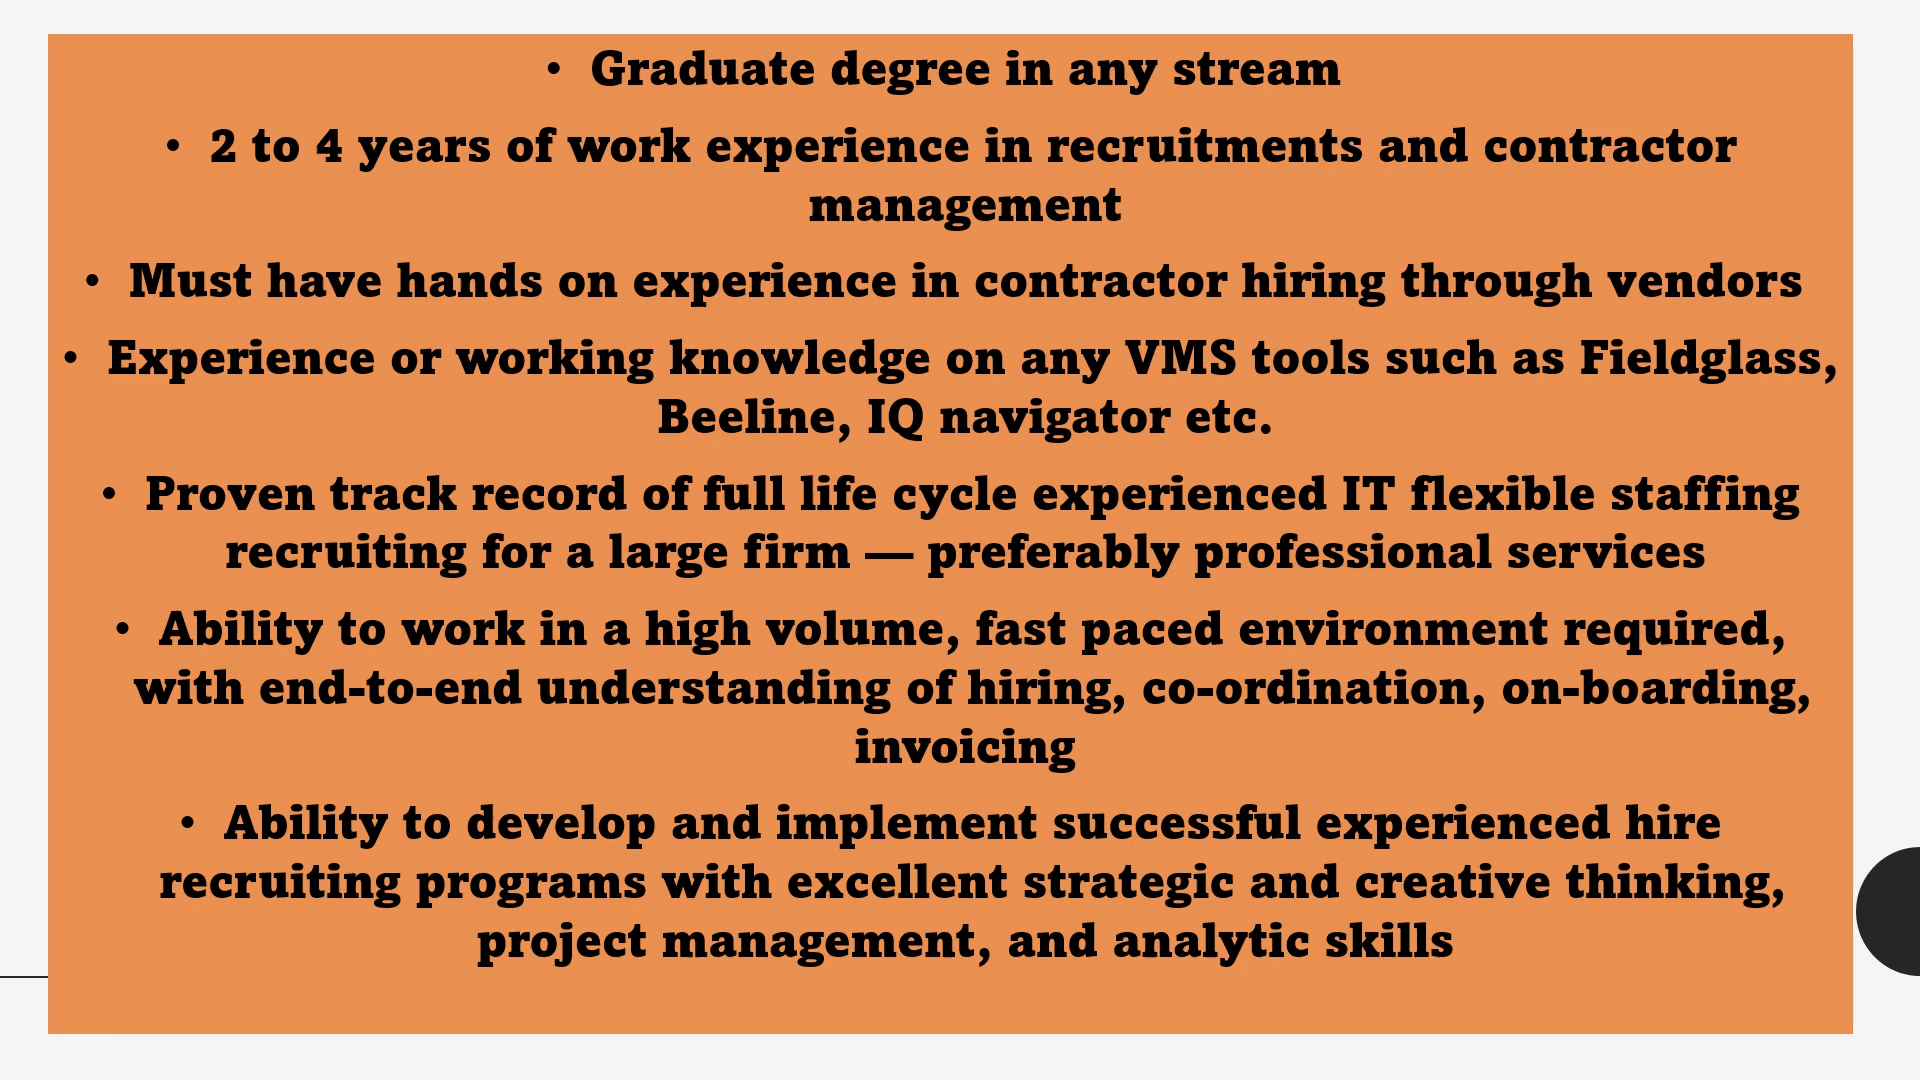 • Graduate degree in any stream
• 2 to 4 years of work experience in recruitments and contractor
management
• Must have hands on experience in contractor hiring through vendors
• Experience or working knowledge on any VMS tools such as Fieldglass,
Beeline, IQ navigator etc.
• Proven track record of full life cycle experienced IT flexible staffing
recruiting for a large firm — preferably professional services
• Ability to work in a high volume, fast paced environment required,
with end-to-end understanding of hiring, co-ordination, on-boarding,
invoicing
• Ability to develop and implement successful experienced hire
recruiting programs with excellent strategic and creative thinking,
project management, and analytic skills